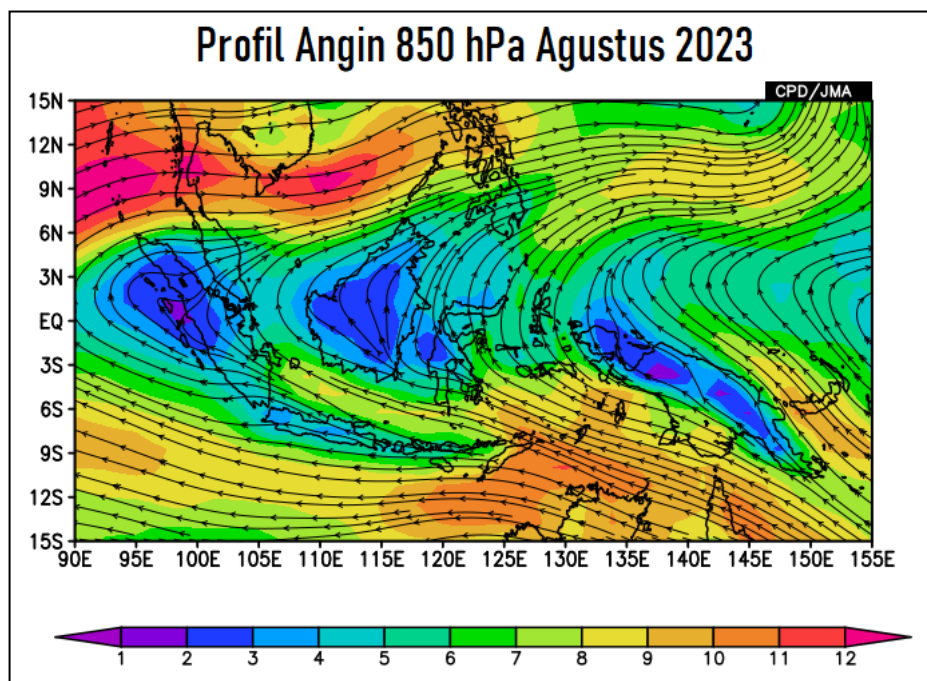 Profil Angin 850 hPa Agustus 2023
CPD/JMA
15N
12N
9N
6N
3N
EQ
3S
6S
9S
12S
15S
90E 95E 100E 105E 110E 115E 120E 125E 130E 135E 140E 145E 150E 155E
1 2 3 4 5 6 7 8 9 10 11 12